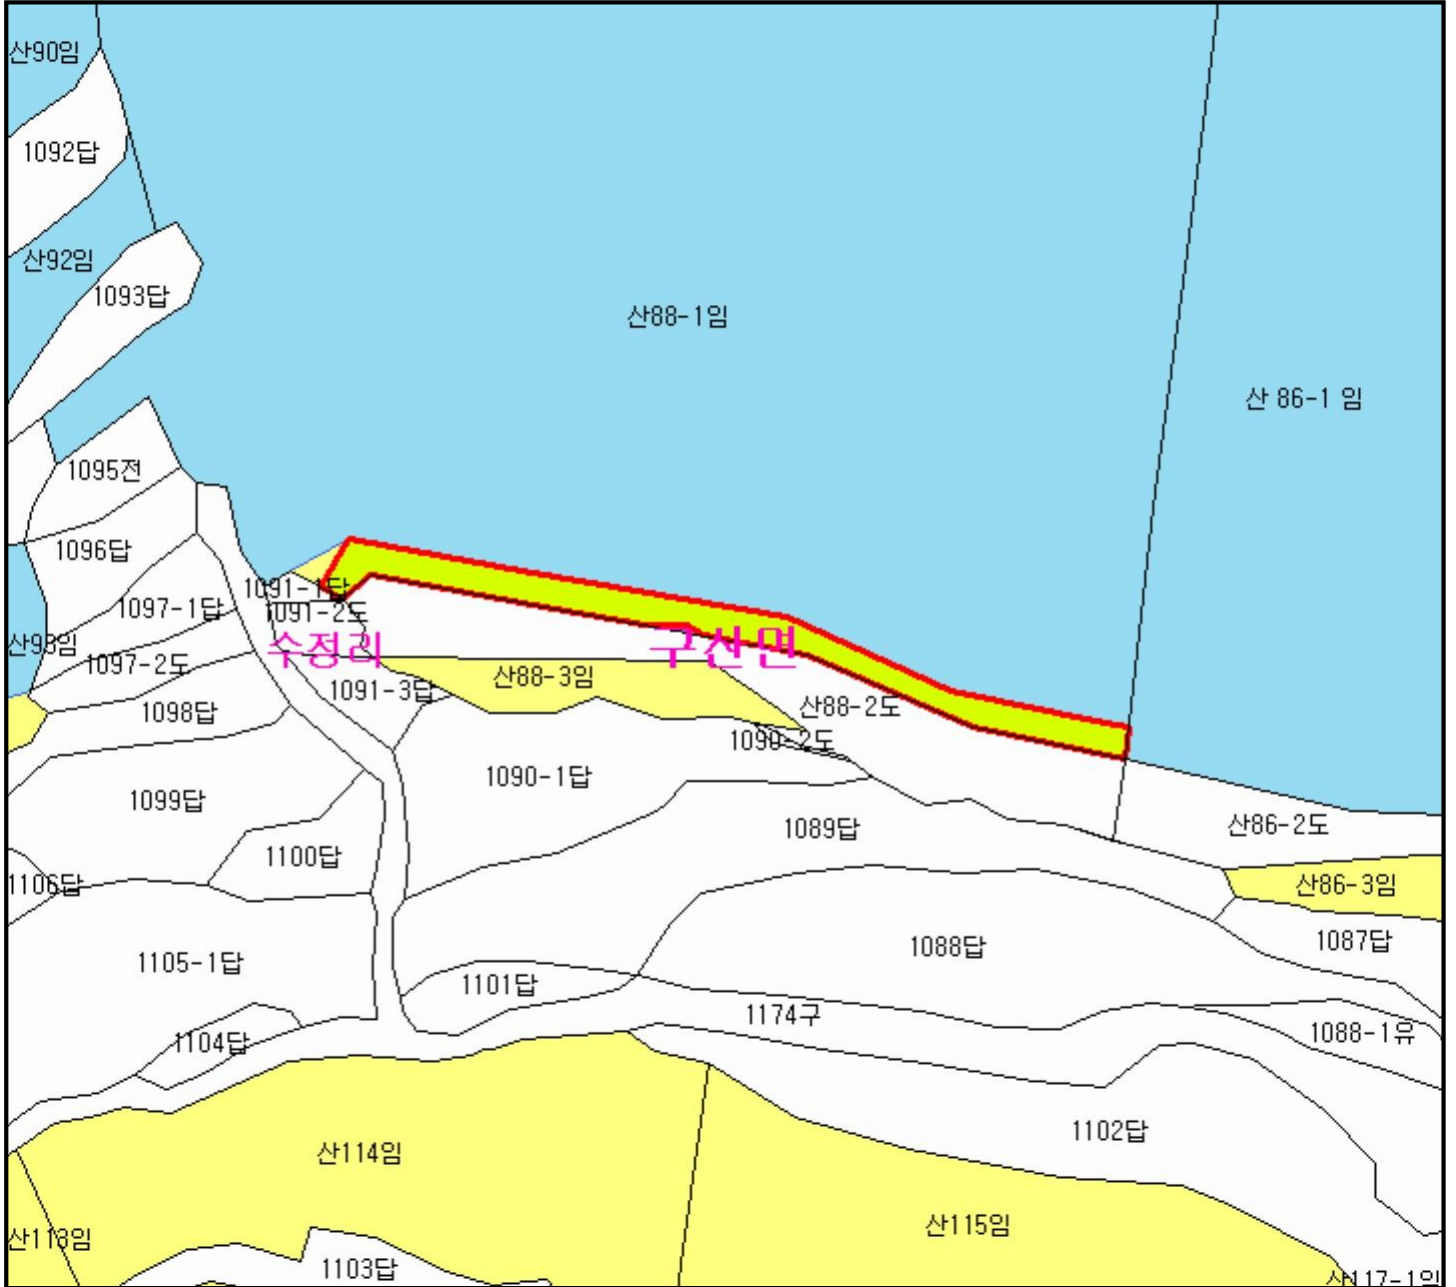 산90임
1092답
산92임
1093답
산88-1임
산 86-1 임
1095전
1096답
1091-1답
1097-1답
1091-2도
산93임
수정리
구산면
1097-2도
산88-3임
1091-3답
산88-2도
1098답
1090-2도
1090-1답
1099답
1089답
산86-2도
1100답
1106답
산86-3임
1105-1답
1088답
1087답
1101답
1174구
1104답
1088-1유
1102답
산114임
산113임
산115임
1103답
산117-1임